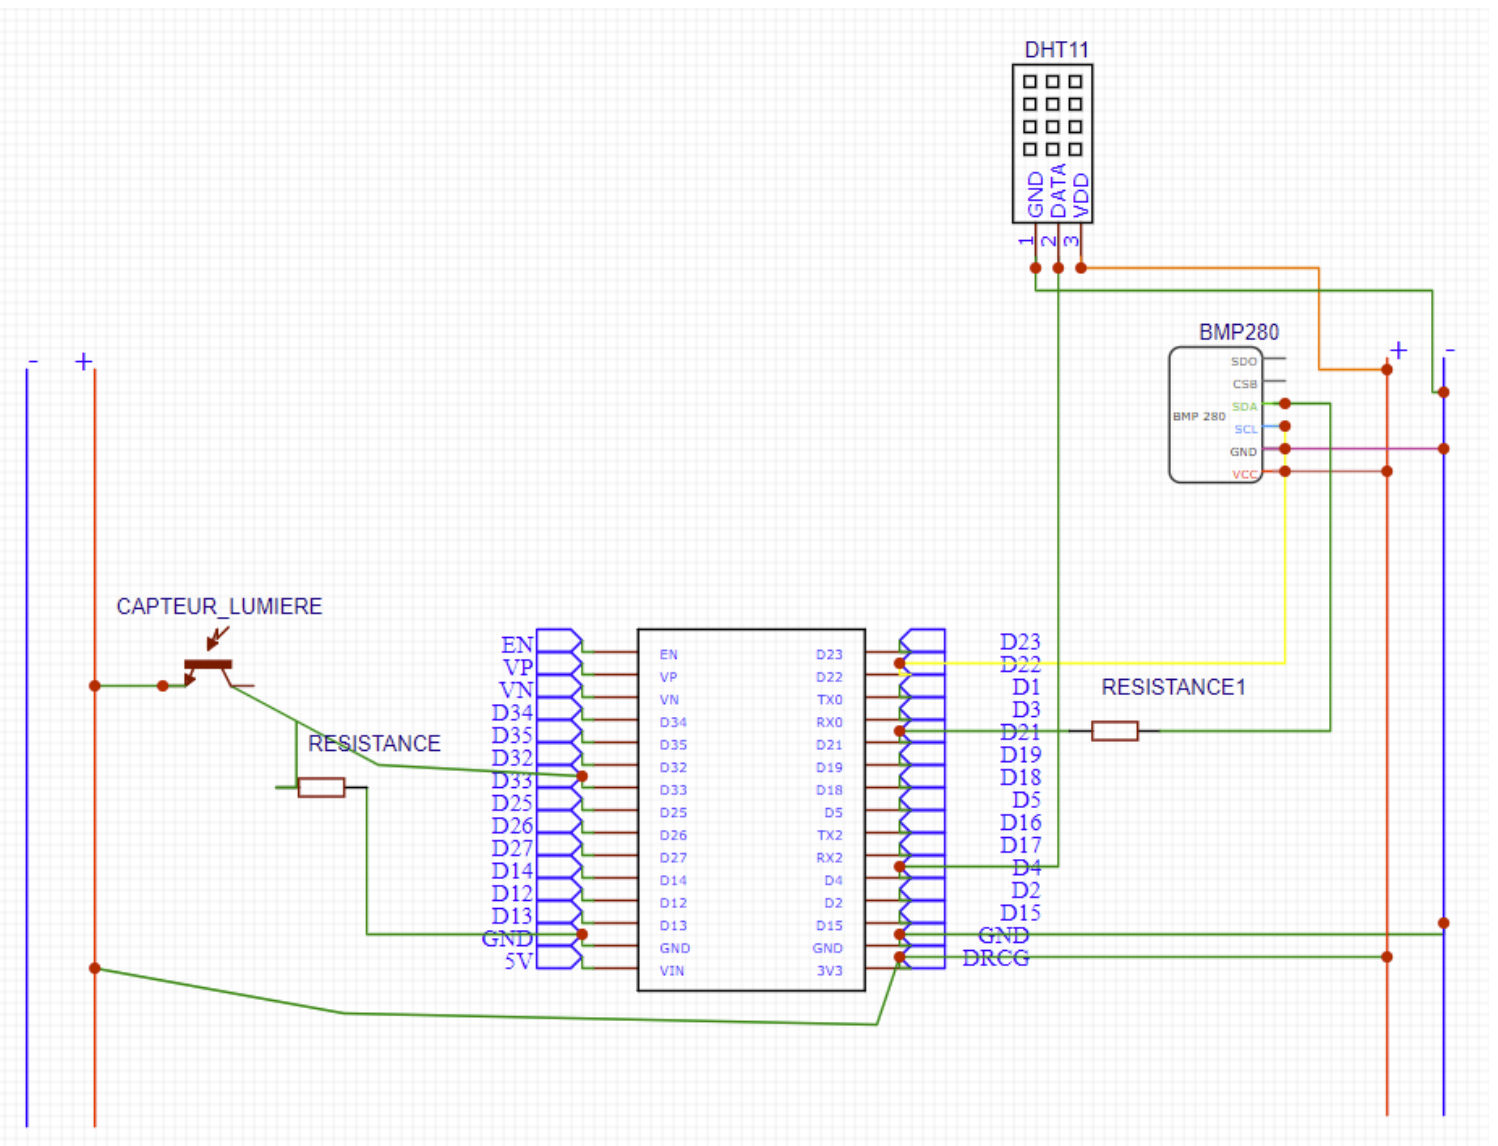 DHT11
GND
DATA
VDD
1
2
3
BMP280
- +
+ -
SDO
CSB
SDA
BMP 280
SCL
GND
VCC
CAPTEUR_LUMIERE
RESISTANCE
RESISTANCE1
EN
VP
VN
D34
D35
D32
D33
D25
D26
D27
D14
D12
D13
GND
5V
EN D23
VP D22
VN TX0
D34 RX0
D35 D21
D32 D19
D33 D18
D25 D5
D26 TX2
D27 RX2
D14 D4
D12 D2
D13 D15
GND GND
VIN 3V3
D23
D22
D1
D3
D21
D19
D18
D5
D16
D17
D4
D2
D15
GND
DRCG